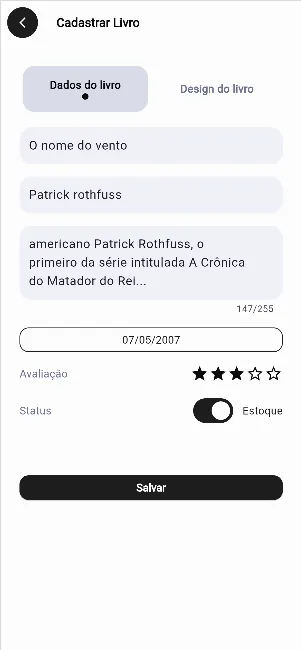 Cadastrar Livro
Dados do livro
Design do livro
O nome do vento
Patrick rothfuss
americano Patrick Rothfuss, o
primeiro da série intitulada A Crônica
do Matador do Rei...
147/255
07/05/2007
Avaliação
Status
Estoque
Salvar